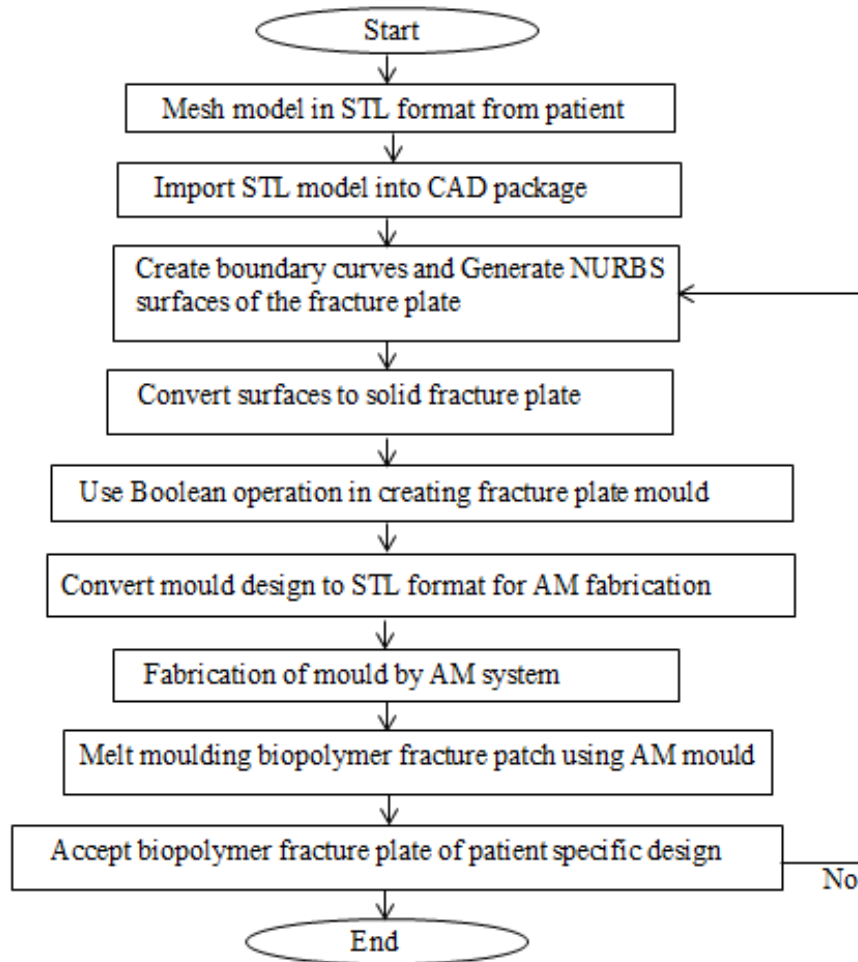 Start
Mesh model in STL format from patient
Import STL model into CAD package
Create boundary curves and Generate NURBS
surfaces of the fracture plate
Convert surfaces to solid fracture plate
Use Boolean operation in creating fracture plate mould
Convert mould design to STL format for AM fabrication
Fabrication of mould by AM system
Melt moulding biopolymer fracture patch using AM mould
Accept biopolymer fracture plate of patient specific design
No
End